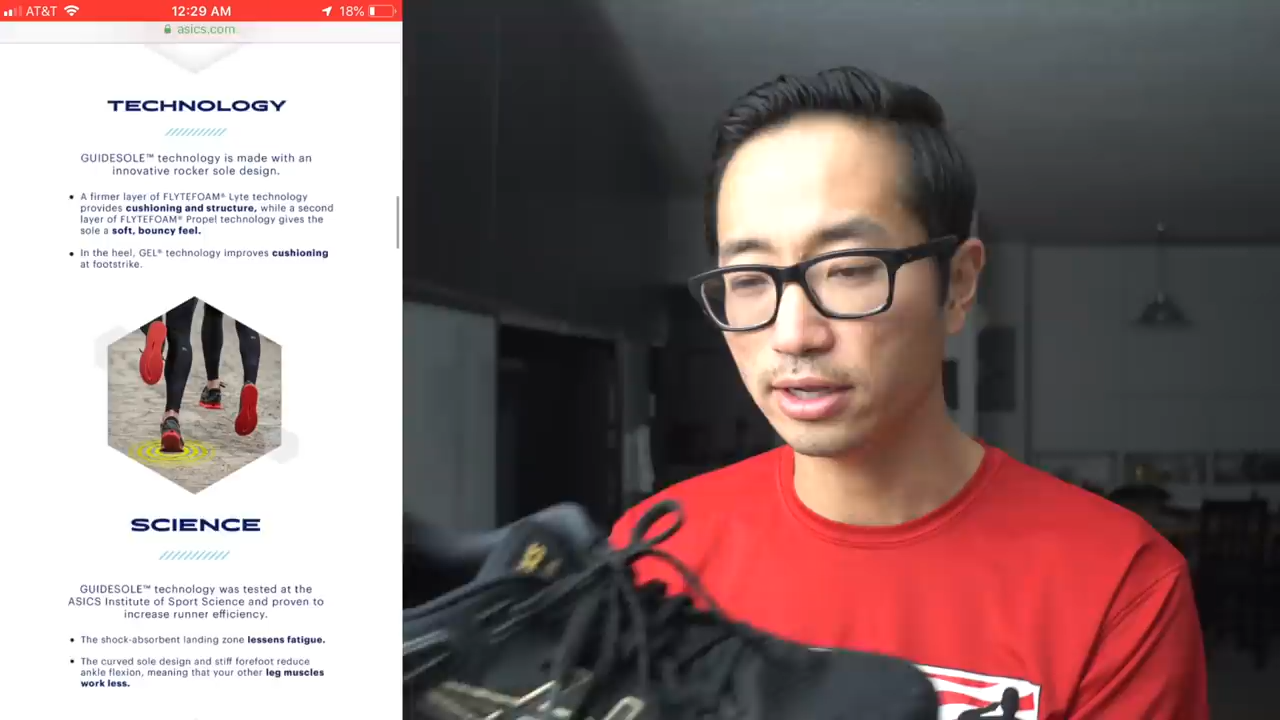 AT&T
12:29 AM
18%
asics.com
TECHNOLOGY
GUIDESOLE™ technology is made with an
innovative rocker sole design.
• A firmer layer of FLYTEFOAM® Lyte technology
provides cushioning and structure, while a second
layer of FLYTEFOAM® Propel technology gives the
sole a soft, bouncy feel.
• In the heel, GEL® technology improves cushioning
at footstrike.
SCIENCE
GUIDESOLE™ technology was tested at the
ASICS Institute of Sport Science and proven to
increase runner efficiency.
• The shock-absorbent landing zone lessens fatigue.
• The curved sole design and stiff forefoot reduce
ankle flexion, meaning that your other leg muscles
work less.